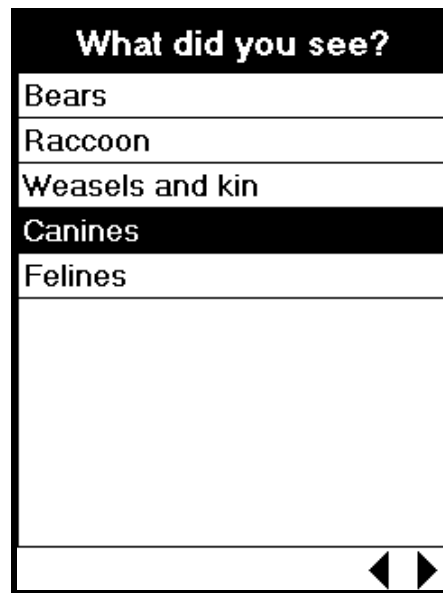 What did you see?
Bears
Raccoon
Weasels and kin
Canines
Felines